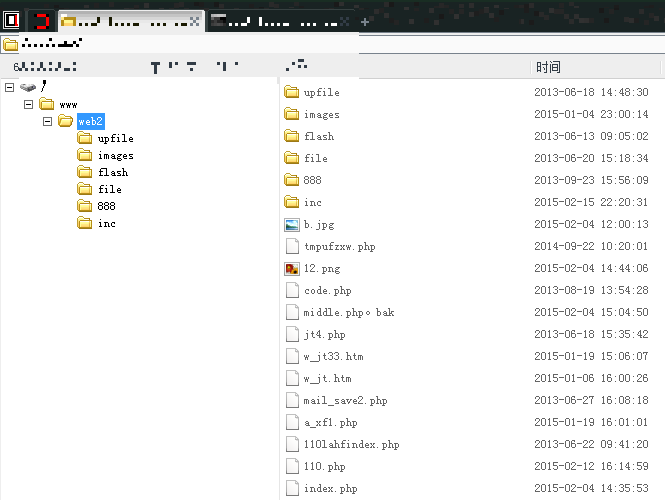 时间
/
www
web2
upfile
images
flash
file
888
inc
upfile 2013-06-18 14:48:30
images 2015-01-04 23:00:14
flash 2013-06-13 09:05:02
file 2013-06-20 15:18:34
888 2013-09-23 15:56:09
inc 2015-02-15 22:20:31
b.jpg 2015-02-04 12:00:13
tmpufzxw.php 2014-09-22 10:20:01
12.png 2015-02-04 14:44:06
code.php 2013-08-19 13:54:28
middle.php。bak 2015-02-04 15:04:50
jt4.php 2013-06-18 15:35:42
w_jt33.htm 2015-01-19 15:06:07
w_jt.htm 2015-01-06 16:00:26
mail_save2.php 2013-06-27 16:08:18
a_xf1.php 2015-01-19 16:01:01
110lahfindex.php 2013-06-22 09:41:20
110.php 2015-02-12 16:14:59
index.php 2015-02-04 14:35:53